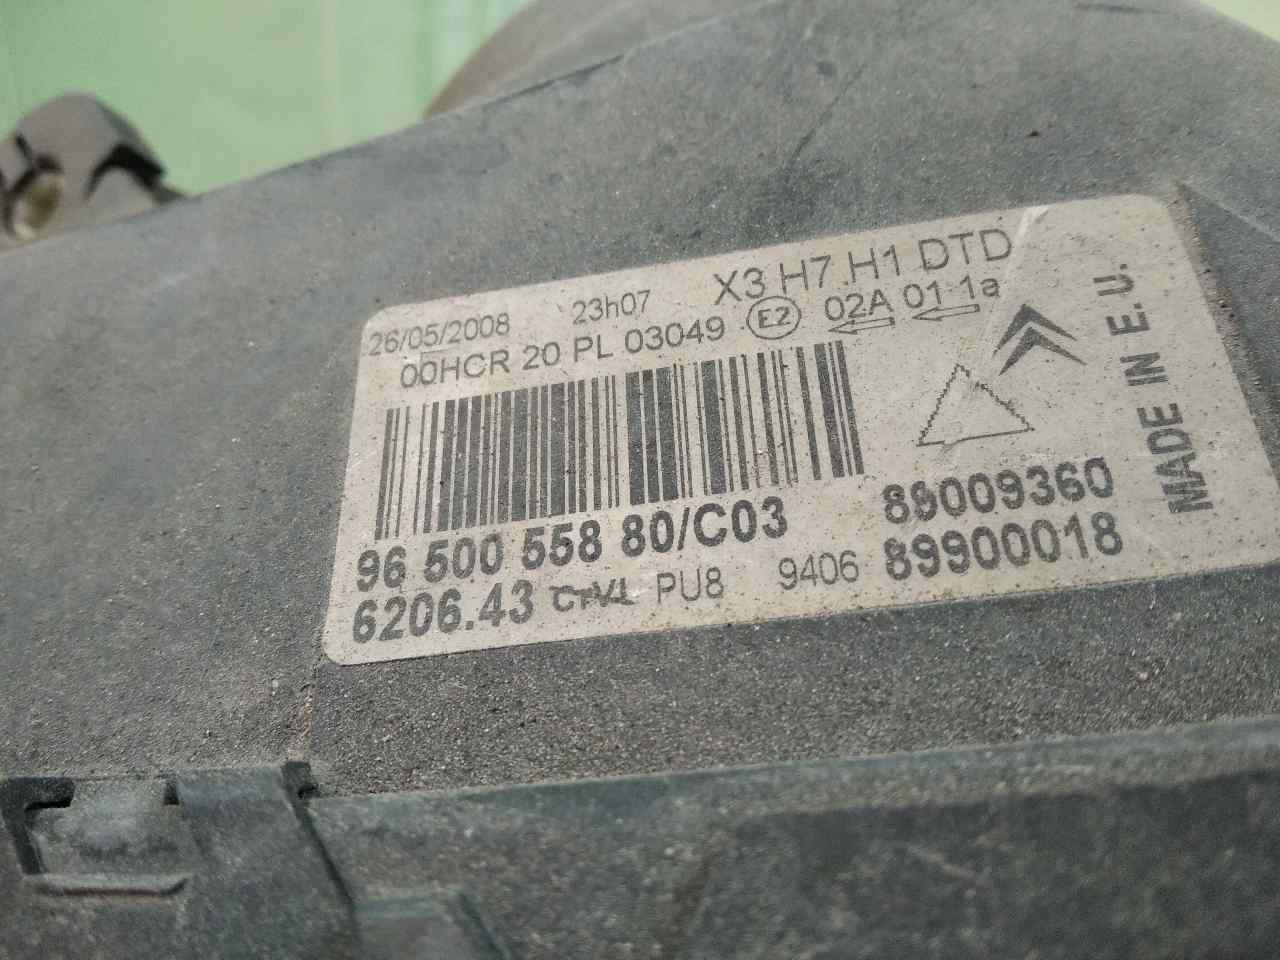 26/05/2008 23h07 X3 H7.H1 DTD
00HCR 20 PL 03049 E2 02A 01 1a
96 500 558 80/C03 89009360
6206.43 PU8 9406 89900018
MADE IN E.U.